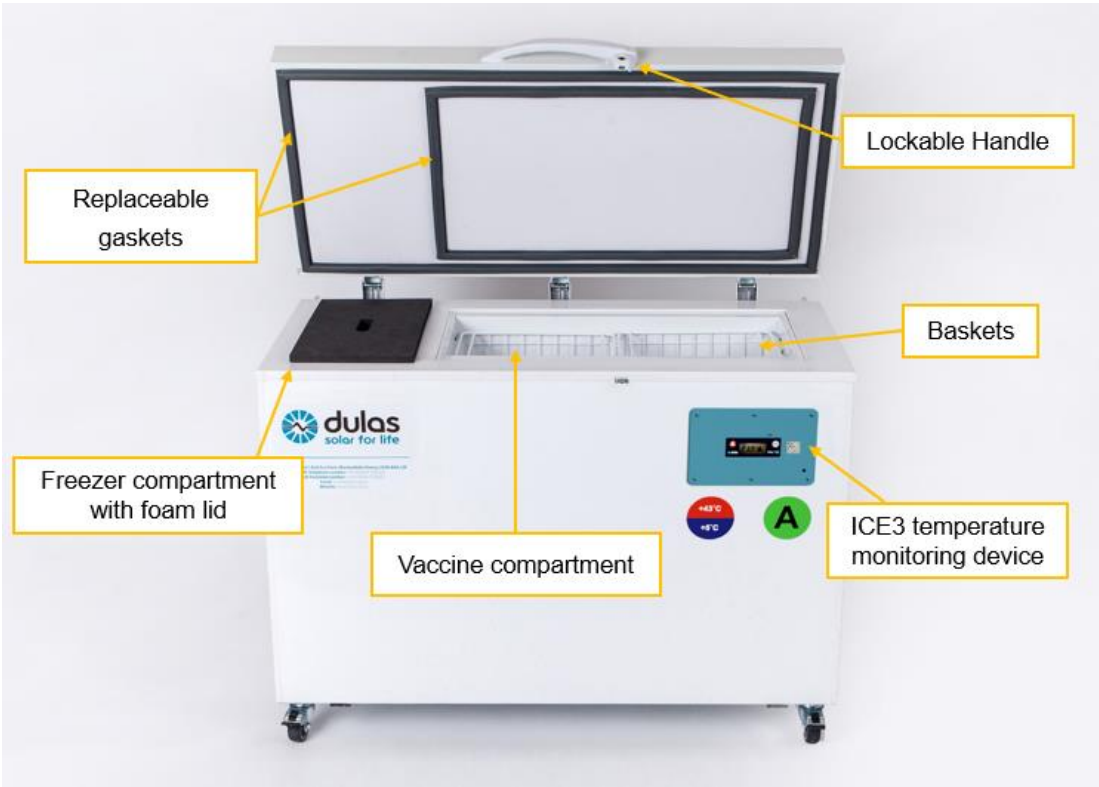 Lockable Handle
Replaceable
gaskets
Baskets
dulas
solar for life
Freezer compartment
with foam lid
Vaccine compartment
+43°C
+5°C
A
ICE3 temperature
monitoring device